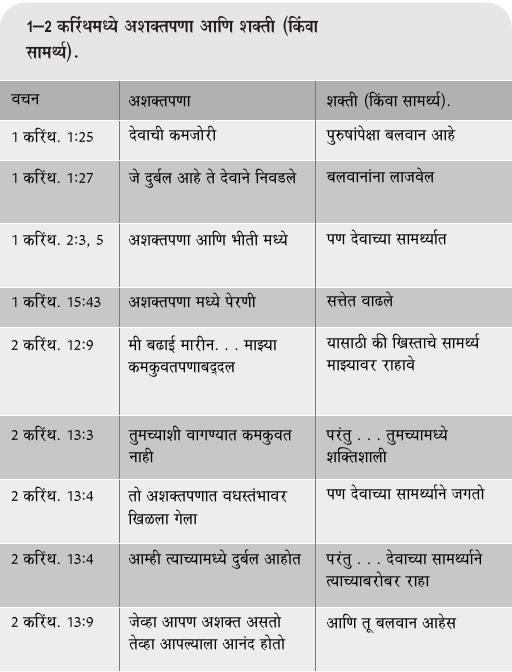 1–2 करिंथमध्ये अशक्तपणा आणि शक्ती (किंवा
सामर्थ्य).
वचन अशक्तपणा शक्ती (किंवा सामर्थ्य).
1 करिंथ. 1:25 देवाची कमजोरी पुरुषांपेक्षा बलवान आहे
1 करिंथ. 1:27 जे दुर्बल आहे ते देवाने निवडले बलवानांना लाजवेल
1 करिंथ. 2:3, 5 अशक्तपणा आणि भीती मध्ये पण देवाच्या सामर्थ्यात
1 करिंथ. 15:43 अशक्तपणा मध्ये पेरणी सत्तेत वाढले
2 करिंथ. 12:9 मी बढाई मारीन. . . माझ्या
कमकुवतपणाबद्दल
यासाठी की ख्रिस्ताचे सामर्थ्य
माझ्यावर राहावे
2 करिंथ. 13:3 तुमच्याशी वागण्यात कमकुवत
नाही
परंतु . . . तुमच्यामध्ये
शक्तिशाली
2 करिंथ. 13:4 तो अशक्तपणात वधस्तंभावर
खिळला गेला
पण देवाच्या सामर्थ्याने जगतो
2 करिंथ. 13:4 आम्ही त्याच्यामध्ये दुर्बल आहोत परंतु . . . देवाच्या सामर्थ्याने
त्याच्याबरोबर राहा
2 करिंथ. 13:9 जेव्हा आपण अशक्त असतो
तेव्हा आपल्याला आनंद होतो
आणि तू बलवान आहेस